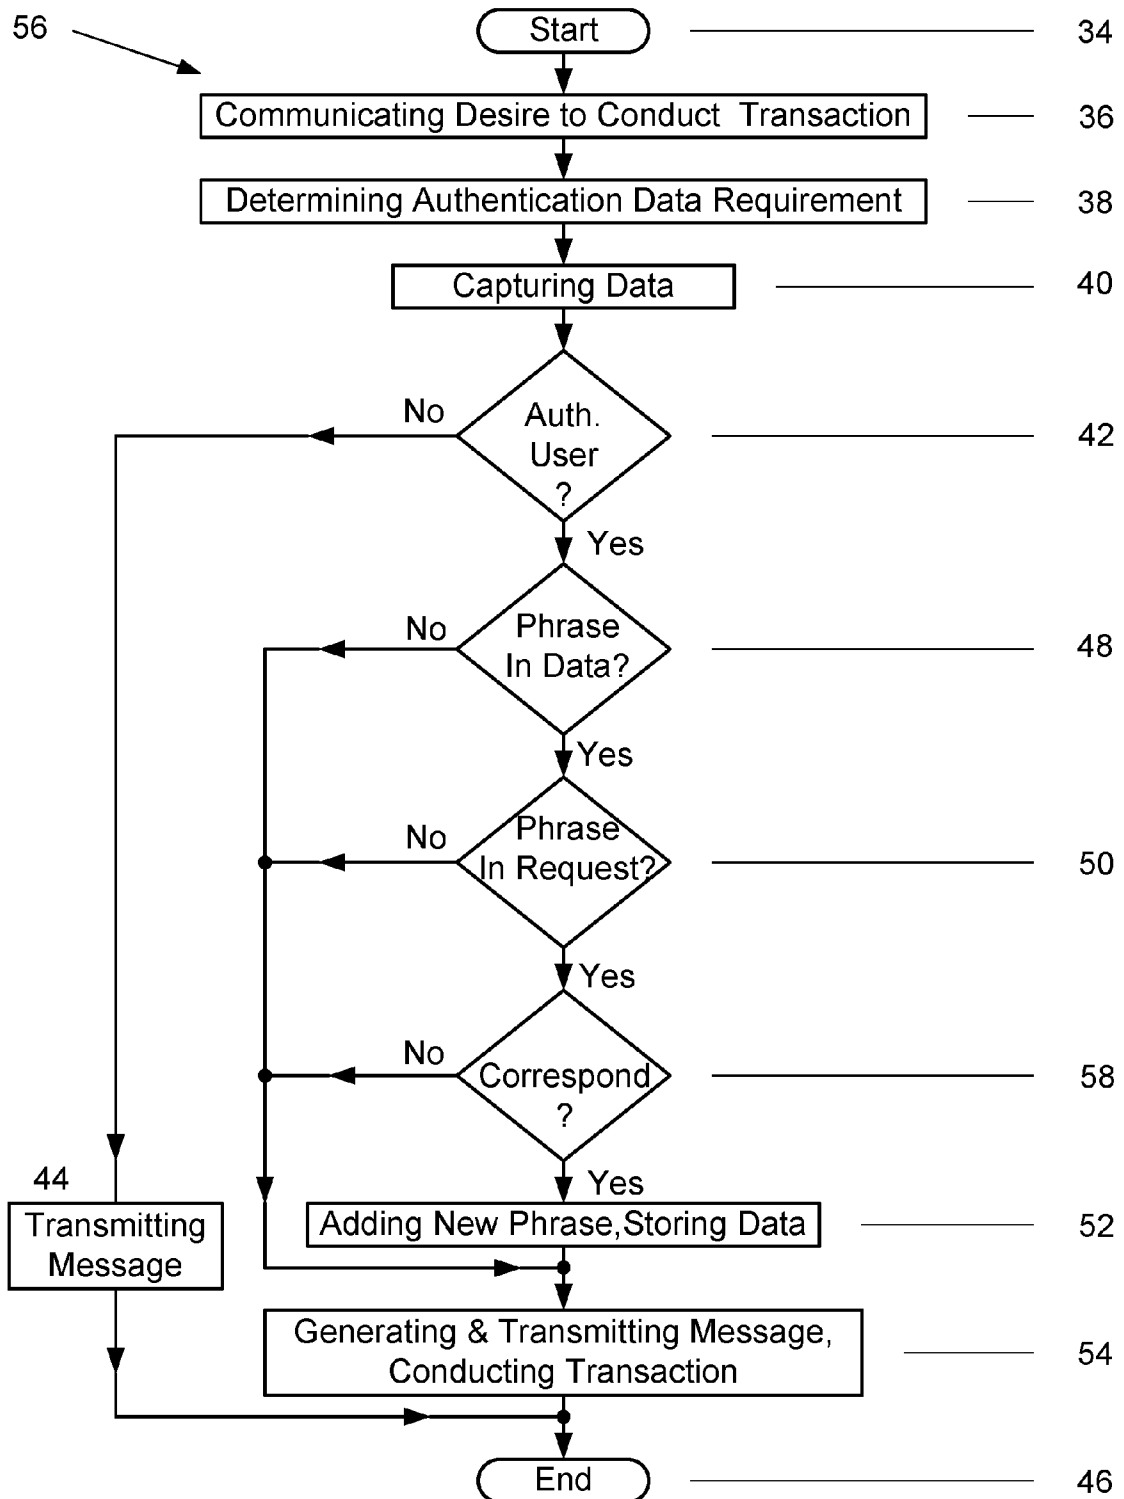 56
Start
34
Communicating Desire to Conduct Transaction
36
Determining Authentication Data Requirement
38
Capturing Data
40
No
Auth.
User
?
42
Yes
No
Phrase
In Data?
48
Yes
No
Phrase
In Request?
50
Yes
No
Correspond
?
58
Yes
44
Transmitting
Message
Adding New Phrase,Storing Data
52
Generating & Transmitting Message,
Conducting Transaction
54
End
46